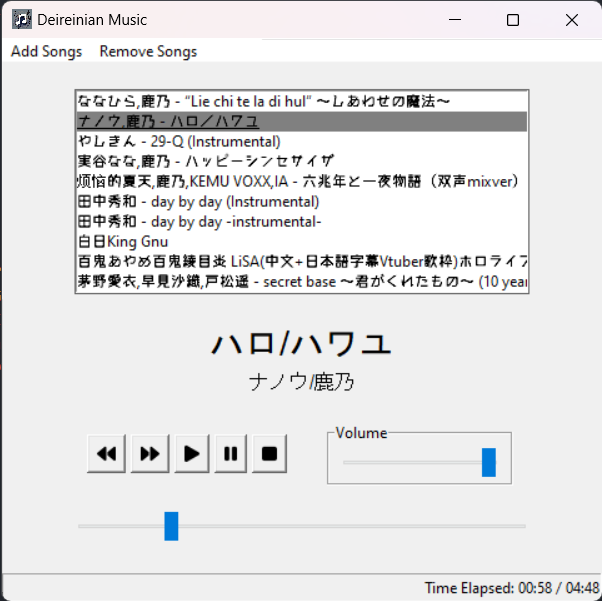 Deireinian Music
Add Songs Remove Songs
ななひら,鹿乃 - “Lie chi te la di hul” ～しあわせの魔法～
ナノウ,鹿乃 - ハロ／ハワユ
やしきん - 29-Q (Instrumental)
実谷なな,鹿乃 - ハッピーシンセサイザ
烦恼的夏天,鹿乃,KEMU VOXX,IA - 六兆年と一夜物語（双声mixver）
田中秀和 - day by day (Instrumental)
田中秀和 - day by day -instrumental-
白日King Gnu
百鬼あやめ百鬼綾目炎 LiSA(中文+日本語字幕Vtuber歌枠)ホロライブ
茅野愛衣,早見沙織,戸松遥 - secret base ～君がくれたもの～ (10 year
ハロ/ハワユ
ナノウ/鹿乃
Volume
Time Elapsed: 00:58 / 04:48